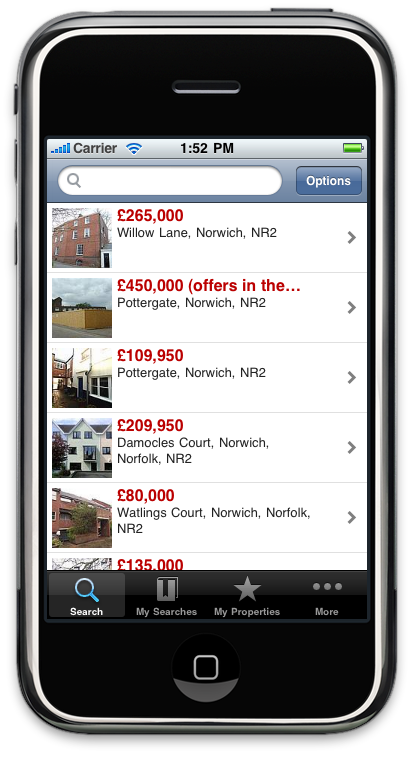 Carrier 1:52 PM
Options
£265,000
Willow Lane, Norwich, NR2
£450,000 (offers in the…
Pottergate, Norwich, NR2
£109,950
Pottergate, Norwich, NR2
£209,950
Damocles Court, Norwich,
Norfolk, NR2
£80,000
Watlings Court, Norwich, Norfolk,
NR2
£135,000
Search My Searches My Properties More